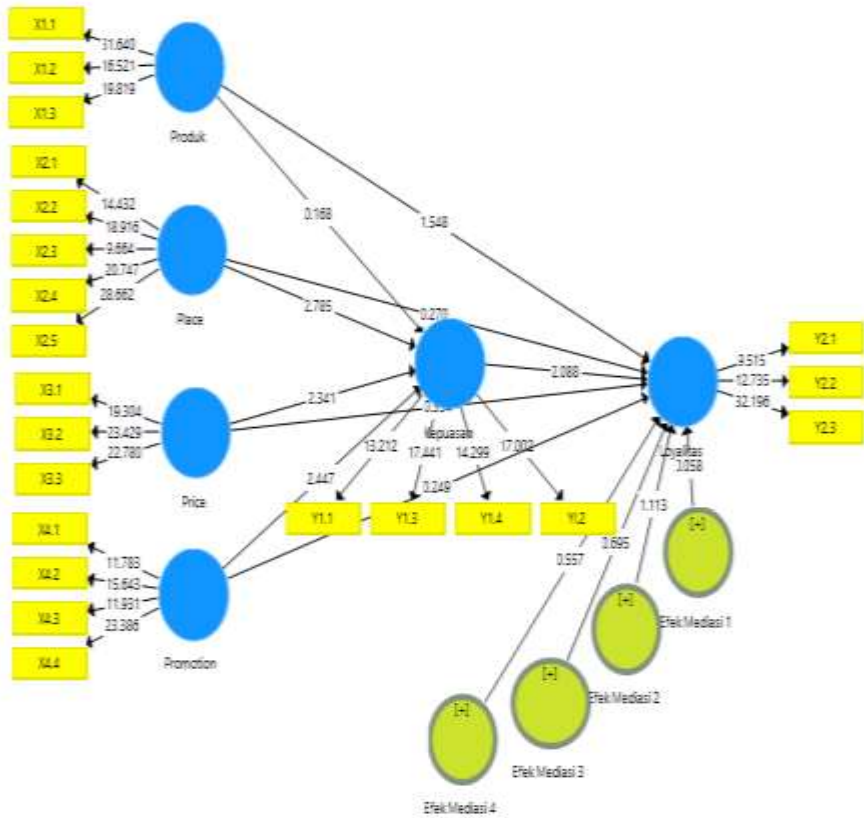 X1.1
31.640
X1.2
16.521
X1.3
19.819
Produk
X2.1
14.432
X2.2
18.916
X2.3
9.664
X2.4
20.747
X2.5
28.662
Place
X3.1
19.304
X3.2
23.429
X3.3
22.780
Price
X4.1
11.783
X4.2
15.643
X4.3
11.931
X4.4
23.386
Promotion
0.168
1.548
2.785
0.270
2.341
2.447
0.249
2.088
Kepuasan
13.212
17.441
14.299
17.002
Y1.1
Y1.3
Y1.4
YI.2
Loyalitas
9.515
12.735
32.196
Y2.1
Y2.2
Y2.3
0.557
0.695
1.113
[+]
Efek Mediasi 1
[+]
Efek Mediasi 2
[+]
Efek Mediasi 3
[+]
Efek Mediasi 4